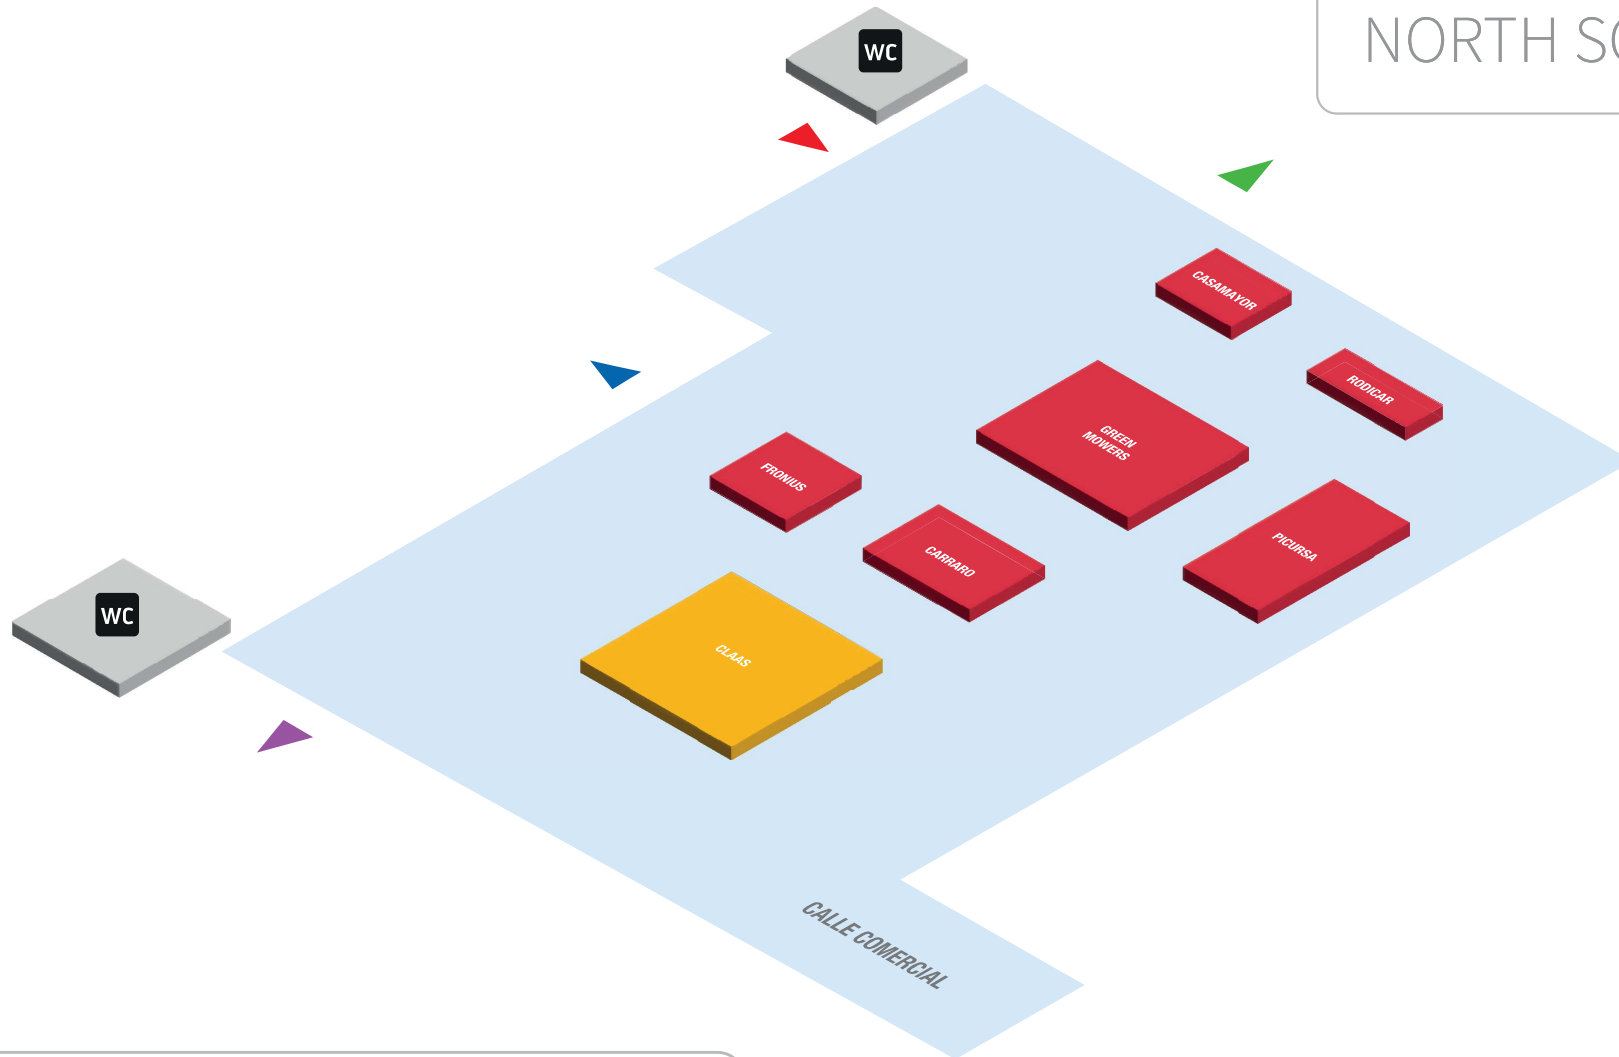 WC
NORTH
CASAMAYOR
RODICAR
GREEN
MOWERS
FRONIUS
PICURSA
CARRARO
WC
CLAAS
CALLE COMERCIAL